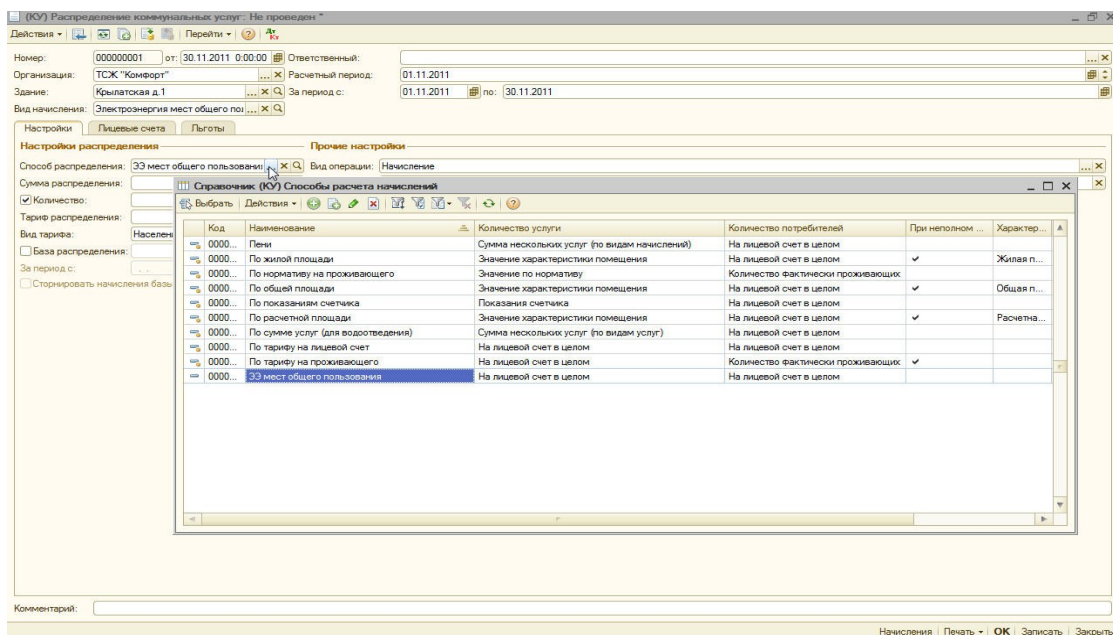 (КУ) Распределение коммунальных услуг: Не проведен *
Действия Перейти Дт Кт
Номер: 000000001 от: 30.11.2011 0:00:00 Ответственный: ... ×
Организация: ТСЖ "Комфорт" ... × Расчетный период: 01.11.2011
Здание: Крылатская д.1 ... × За период с: 01.11.2011 по: 30.11.2011
Вид начисления: Электроэнергия мест общего ... ×
Настройки Лицевые счета Льготы
Настройки распределения Прочие настройки
Способ распределения: ЭЭ мест общего пользовани ... × Вид операции: Начисление ... ×
Сумма распределения:
Количество:
Тариф распределения:
Вид тарифа: Населен
База распределения:
За период с: . .
Сторнировать начисления базы
Справочник (КУ) Способы расчета начислений
Выбрать Действия
Код Наименование Количество услуги Количество потребителей При неполном ... Характер...
0000... Пени Сумма нескольких услуг (по видам начислений) На лицевой счет в целом
0000... По жилой площади Значение характеристики помещения На лицевой счет в целом ✓ Жилая п...
0000... По нормативу на проживающего Значение по нормативу Количество фактически проживающих
0000... По общей площади Значение характеристики помещения На лицевой счет в целом ✓ Общая п...
0000... По показаниям счетчика Показания счетчика На лицевой счет в целом
0000... По расчетной площади Значение характеристики помещения На лицевой счет в целом ✓ Расчетна...
0000... По сумме услуг (для водоотведения) Сумма нескольких услуг (по видам услуг) На лицевой счет в целом
0000... По тарифу на лицевой счет На лицевой счет в целом На лицевой счет в целом
0000... По тарифу на проживающего На лицевой счет в целом Количество фактически проживающих ✓
0000... ЭЭ мест общего пользования На лицевой счет в целом На лицевой счет в целом
Комментарий:
Начисления Печать OK Записать Закрыть